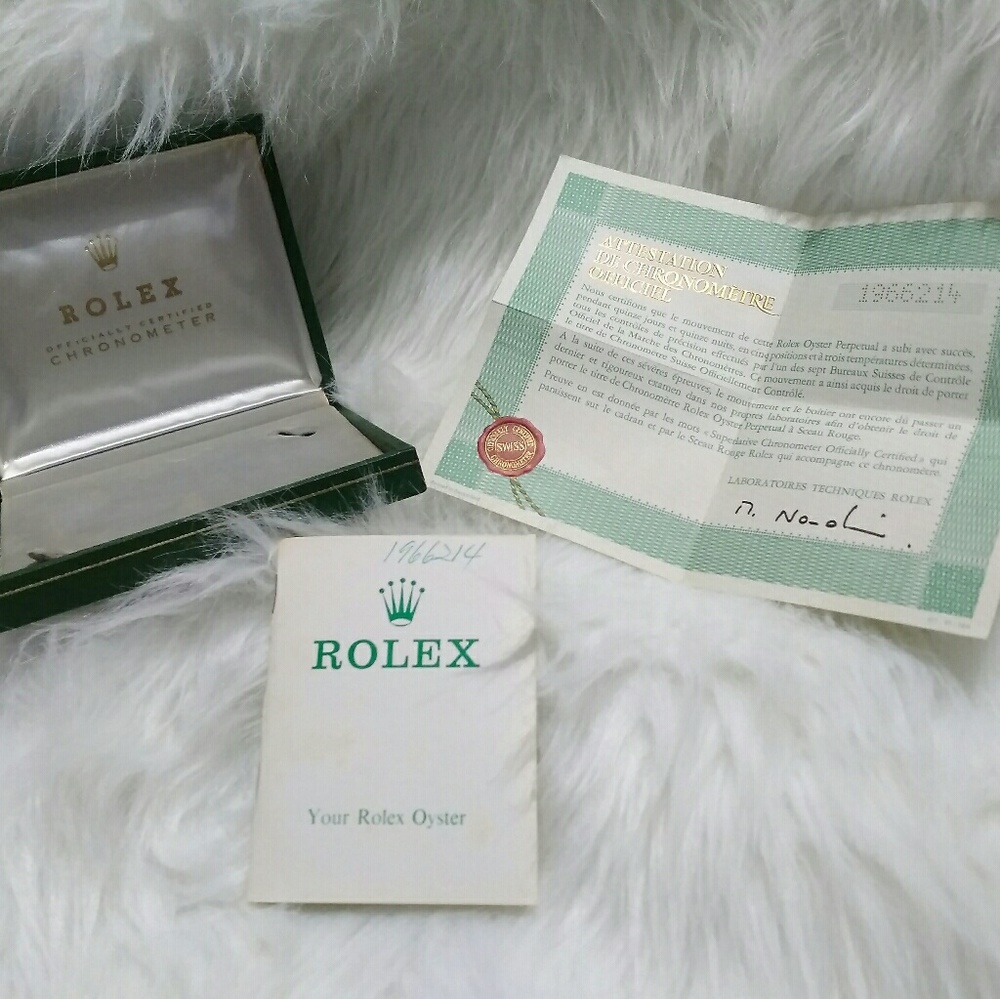 ROLEX
OFFICIALLY CERTIFIED
CHRONOMETER
ATTESTATION
DE CHRONOMETRE
OFFICIEL
1966214
Nous certifions que le mouvement de cette Rolex Oyster Perpetual a subi avec succès,
pendant quinze jours et quinze nuits, en cinq positions et à trois températures déterminées,
tous les contrôles de précision effectués par l'un des sept Bureaux Suisses de Contrôle
Officiel de la Marche des Chronomètres. Ce mouvement a ainsi acquis le droit de porter
le titre de Chronomètre Suisse Officiellement Contrôlé.
A la suite de ces sévères épreuves, le mouvement et le boîtier ont encore dû passer un
dernier et rigoureux examen dans nos propres laboratoires afin d'obtenir le droit de
porter le titre de Chronomètre Rolex Oyster Perpetual à Sceau Rouge.
Preuve en est donnée par les mots « Superlative Chronometer Officially Certified » qui
paraissent sur le cadran et par le Sceau Rouge Rolex qui accompagne ce chronomètre.
OFFICIALLY CERTIFIED
SWISS
CHRONOMETER
LABORATOIRES TECHNIQUES ROLEX
1966214
ROLEX
Your Rolex Oyster